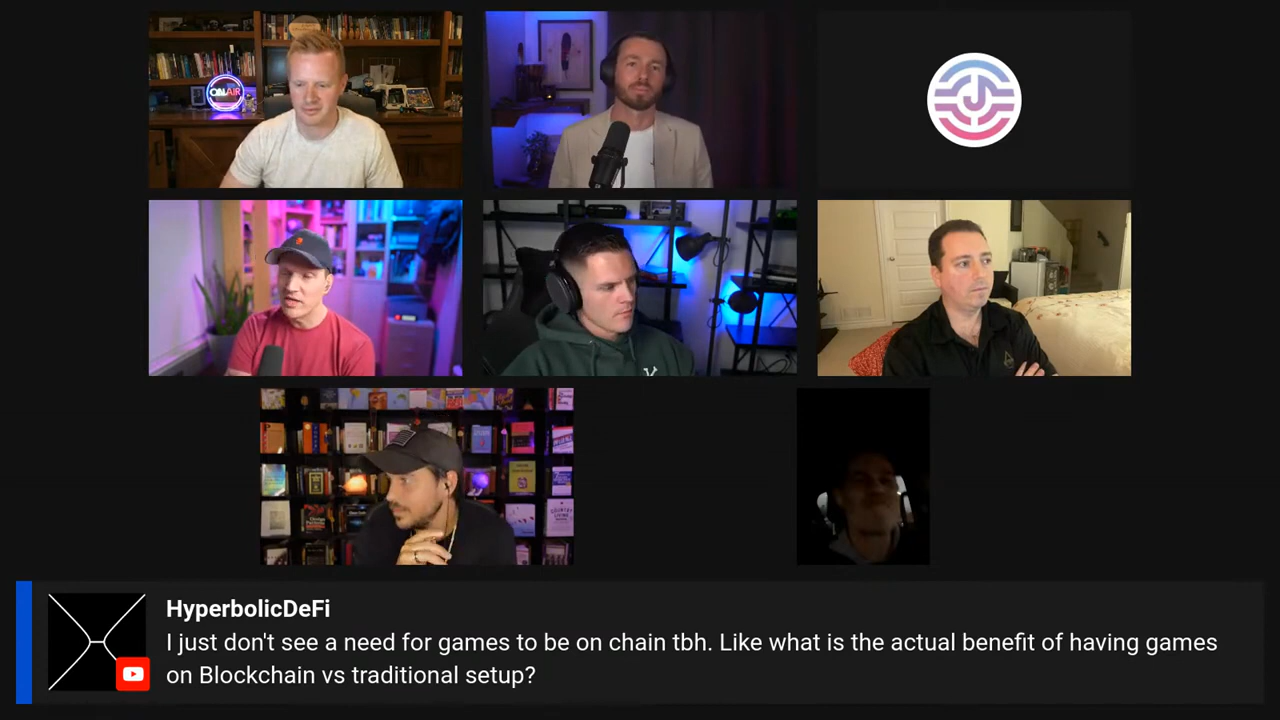 ON AIR
HyperbolicDeFi
I just don't see a need for games to be on chain tbh. Like what is the actual benefit of having games
on Blockchain vs traditional setup?